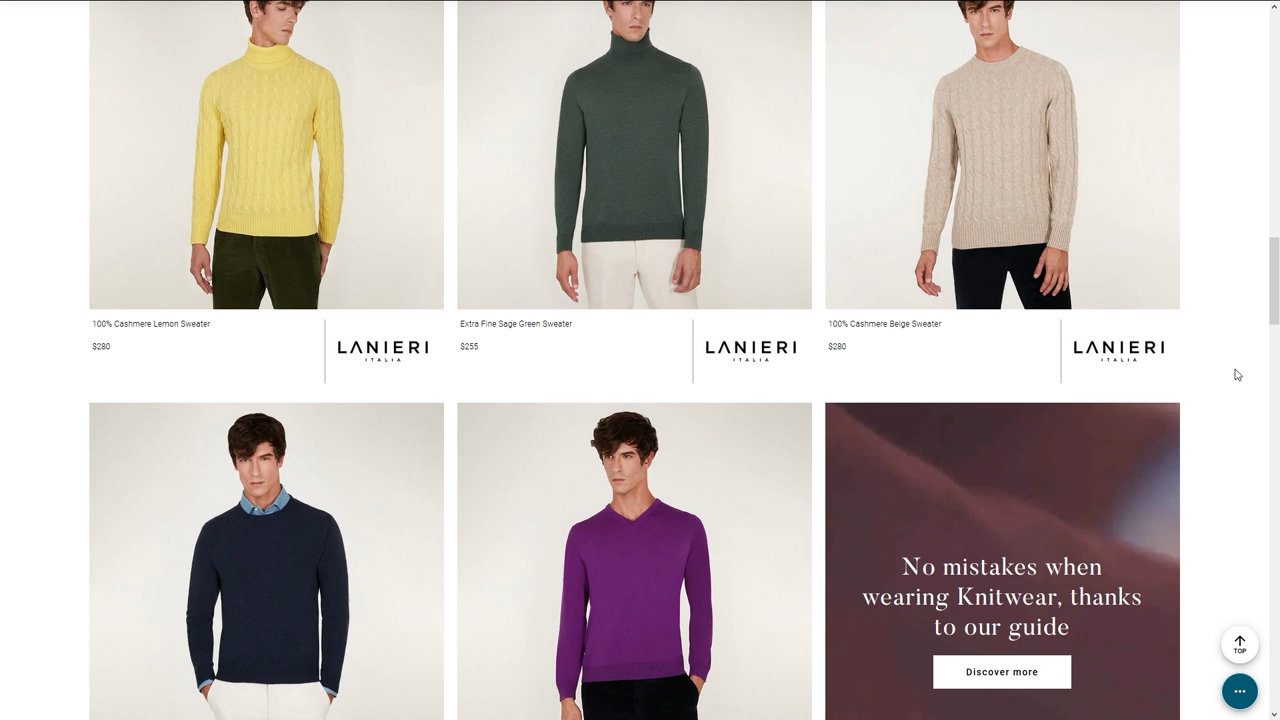 100% Cashmere Lemon Sweater
$280
LANIERI
ITALIA
Extra Fine Sage Green Sweater
$255
LANIERI
ITALIA
100% Cashmere Beige Sweater
$280
LANIERI
ITALIA
No mistakes when
wearing Knitwear, thanks
to our guide
Discover more
TOP